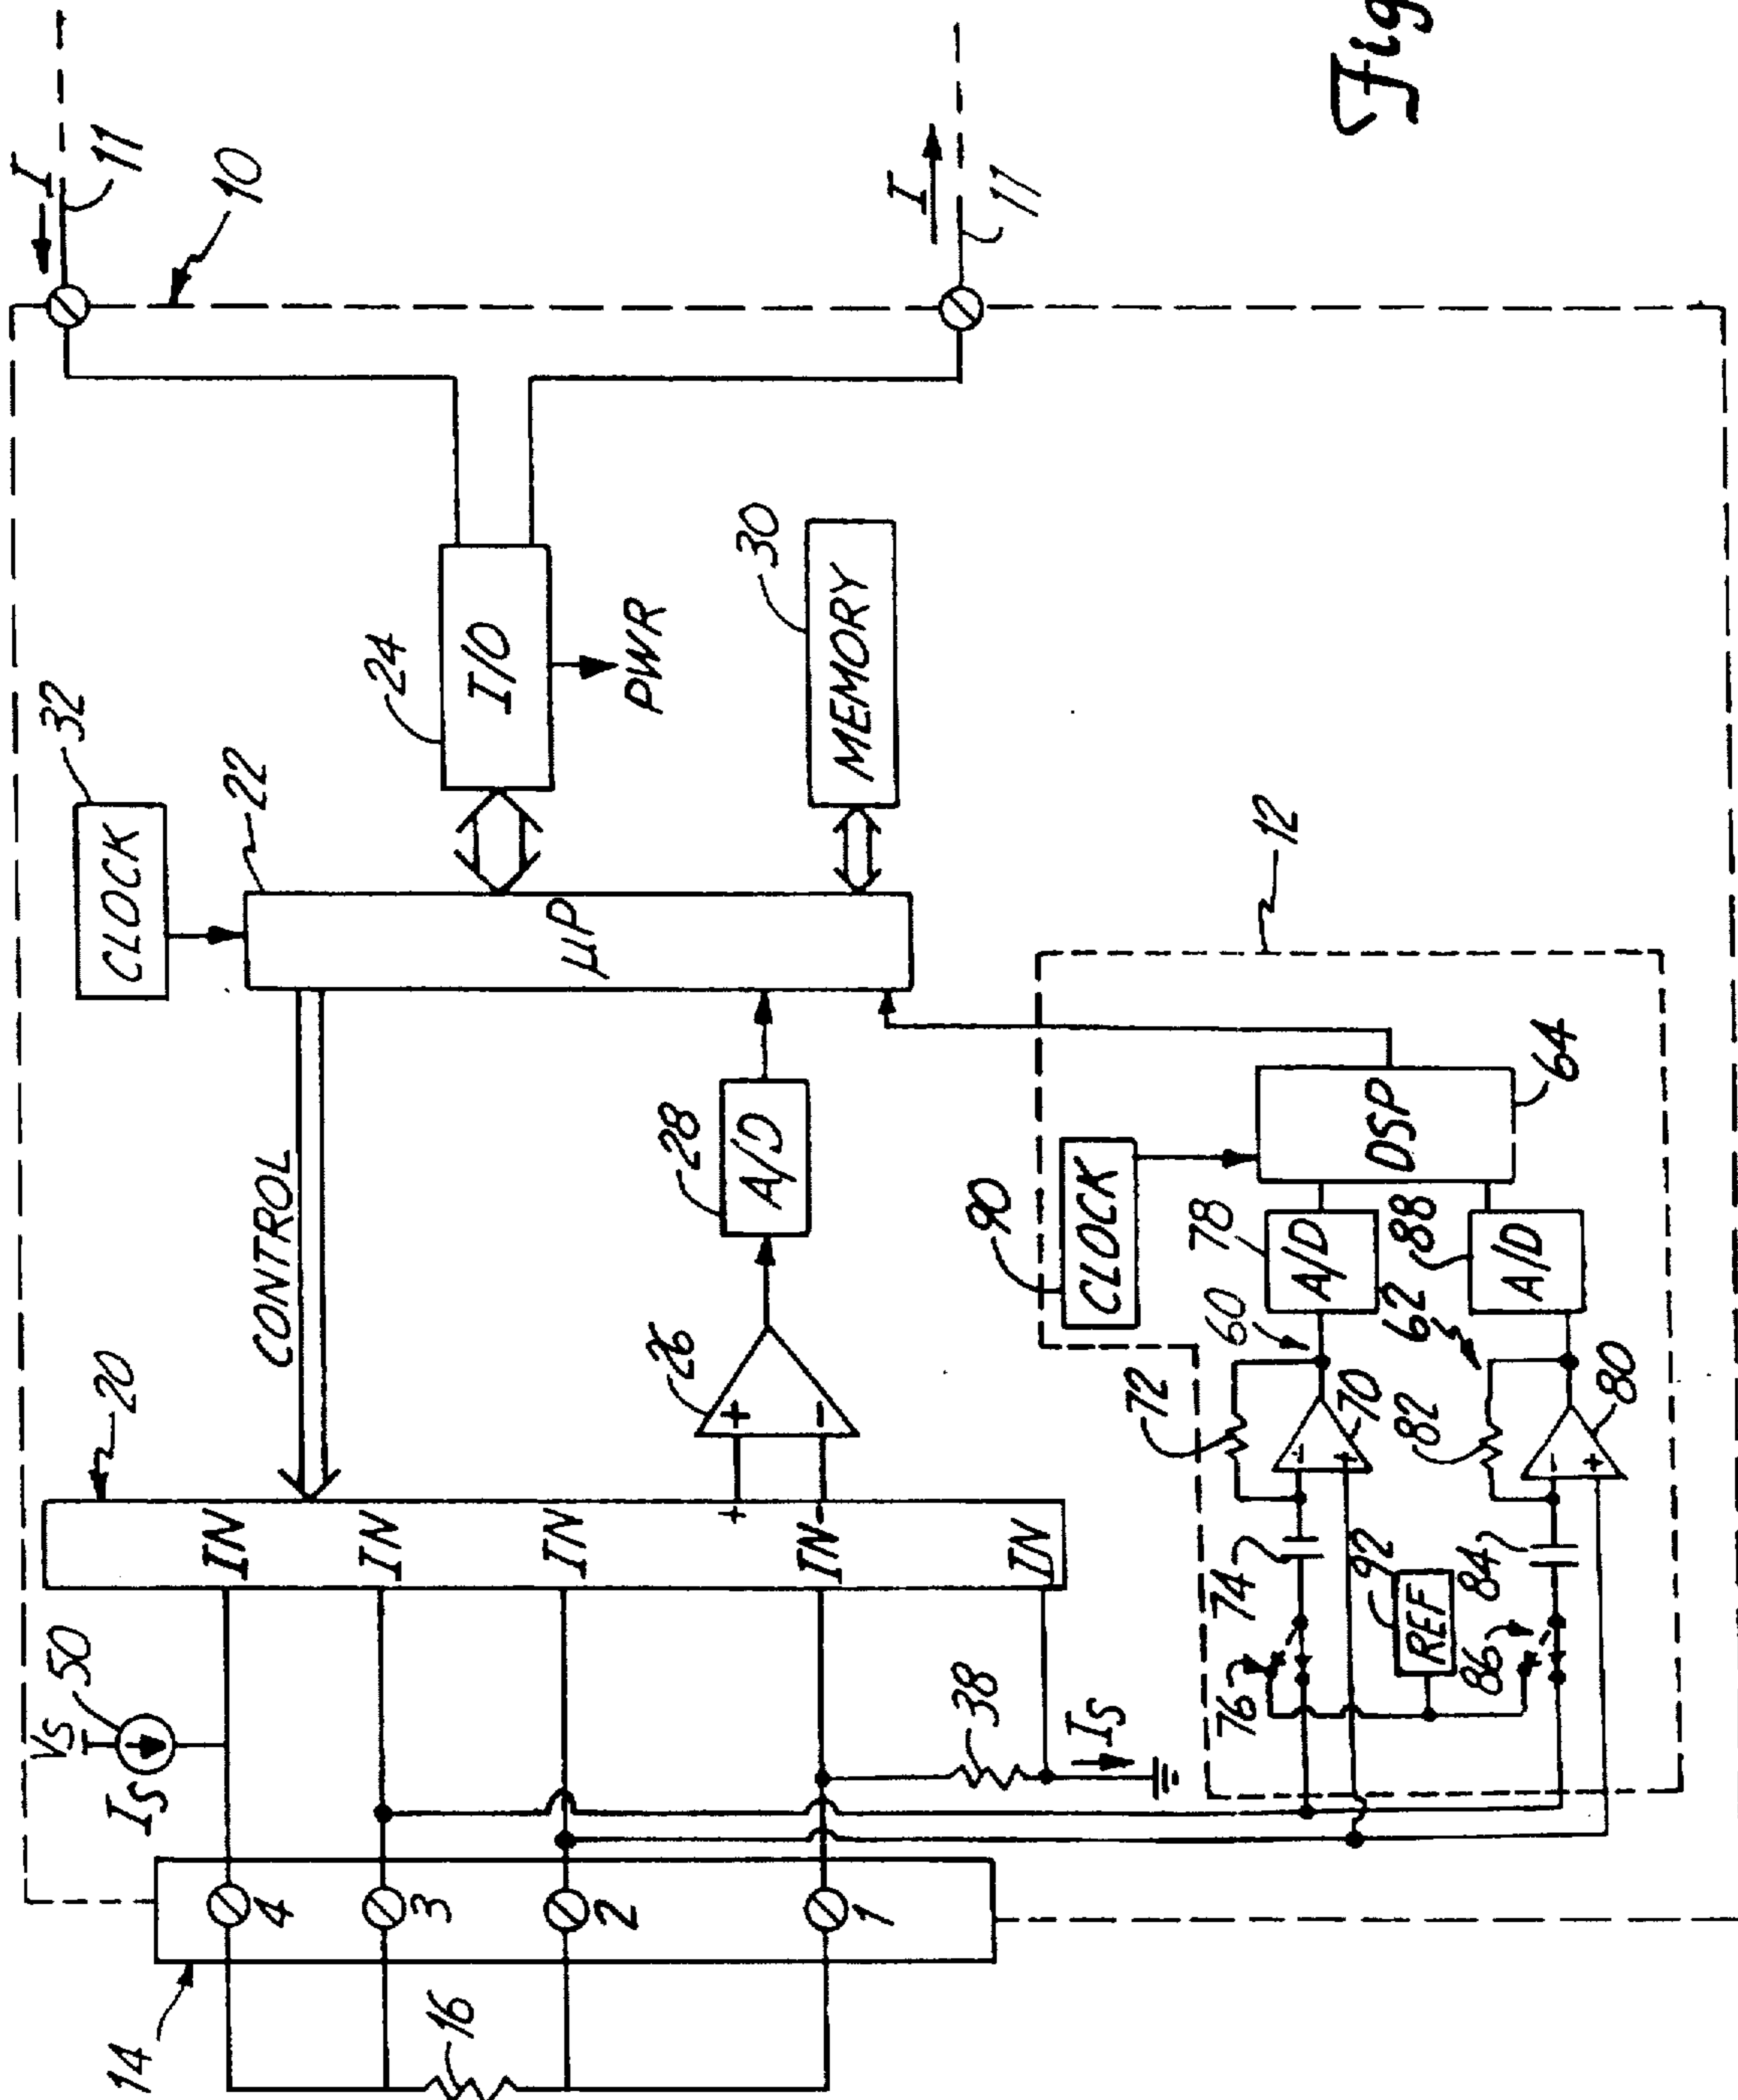 I
11
10
I
11
Fig
32
CLOCK
22
24
I/O
PWR
30
MEMORY
μP
CONTROL
20
28
A/D
26
+
−
IN
IN
IN
+
IN-
IN
VS
50
IS
38
IS
14
4
3
2
1
16
12
90
CLOCK
DSP
64
78
A/D
60
88
A/D
62
72
-
+
70
82
-
+
80
74
76
92
REF
84
86